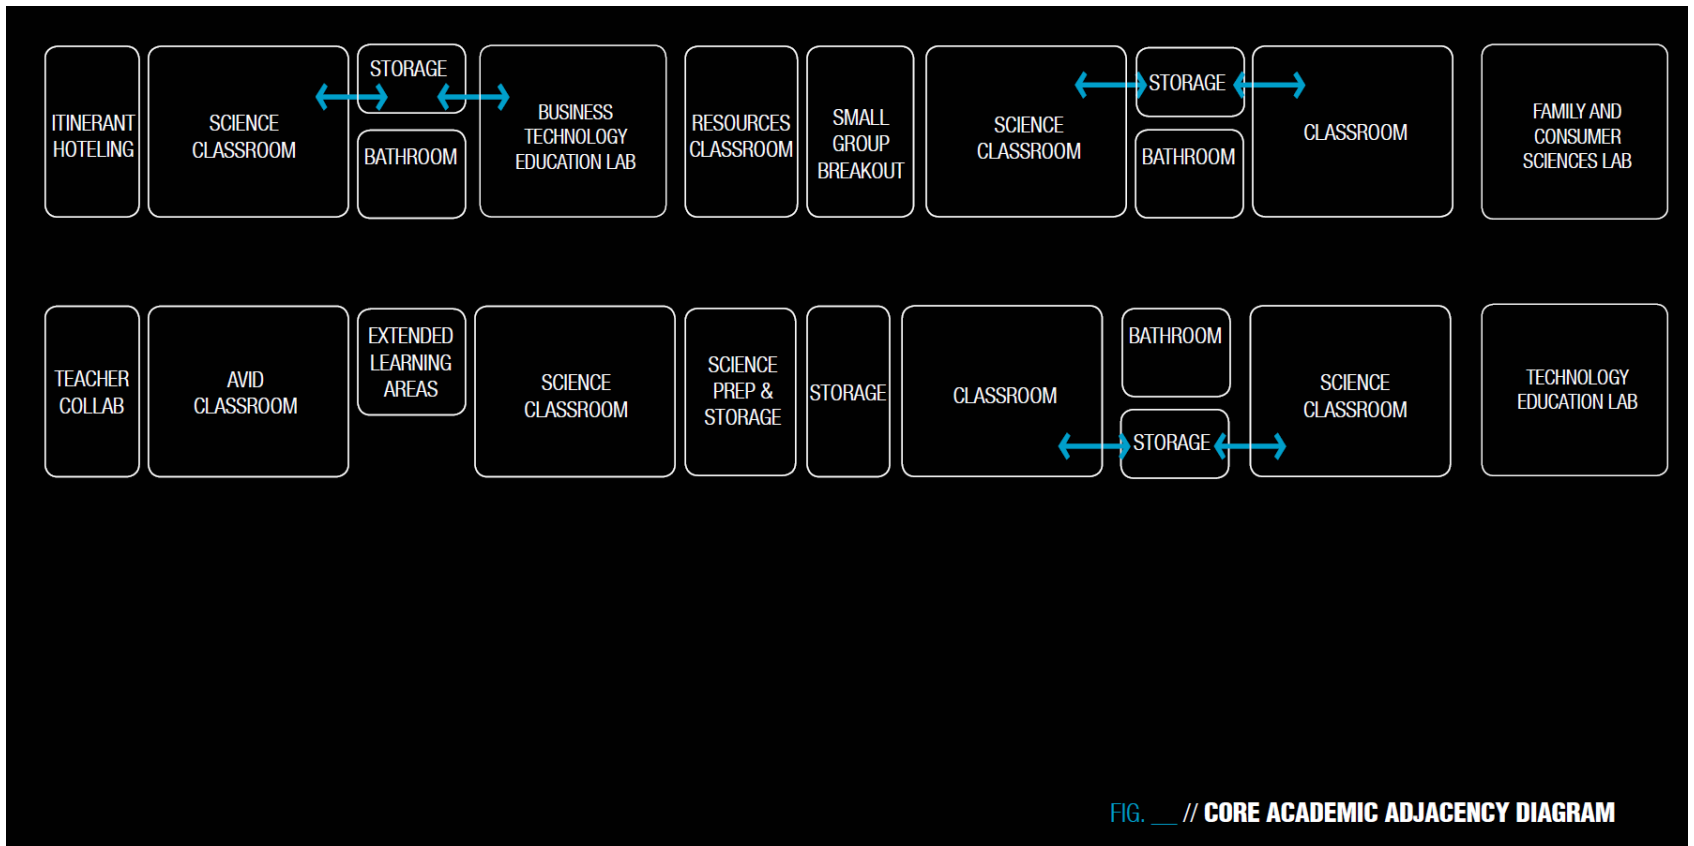 ITINERANT
HOTELING
SCIENCE
CLASSROOM
STORAGE
BATHROOM
BUSINESS
TECHNOLOGY
EDUCATION LAB
RESOURCES
CLASSROOM
SMALL
GROUP
BREAKOUT
SCIENCE
CLASSROOM
STORAGE
BATHROOM
CLASSROOM
FAMILY AND
CONSUMER
SCIENCES LAB
TEACHER
COLLAB
AVID
CLASSROOM
EXTENDED
LEARNING
AREAS
SCIENCE
CLASSROOM
SCIENCE
PREP &
STORAGE
STORAGE
CLASSROOM
BATHROOM
STORAGE
SCIENCE
CLASSROOM
TECHNOLOGY
EDUCATION LAB
FIG. __ // CORE ACADEMIC ADJACENCY DIAGRAM